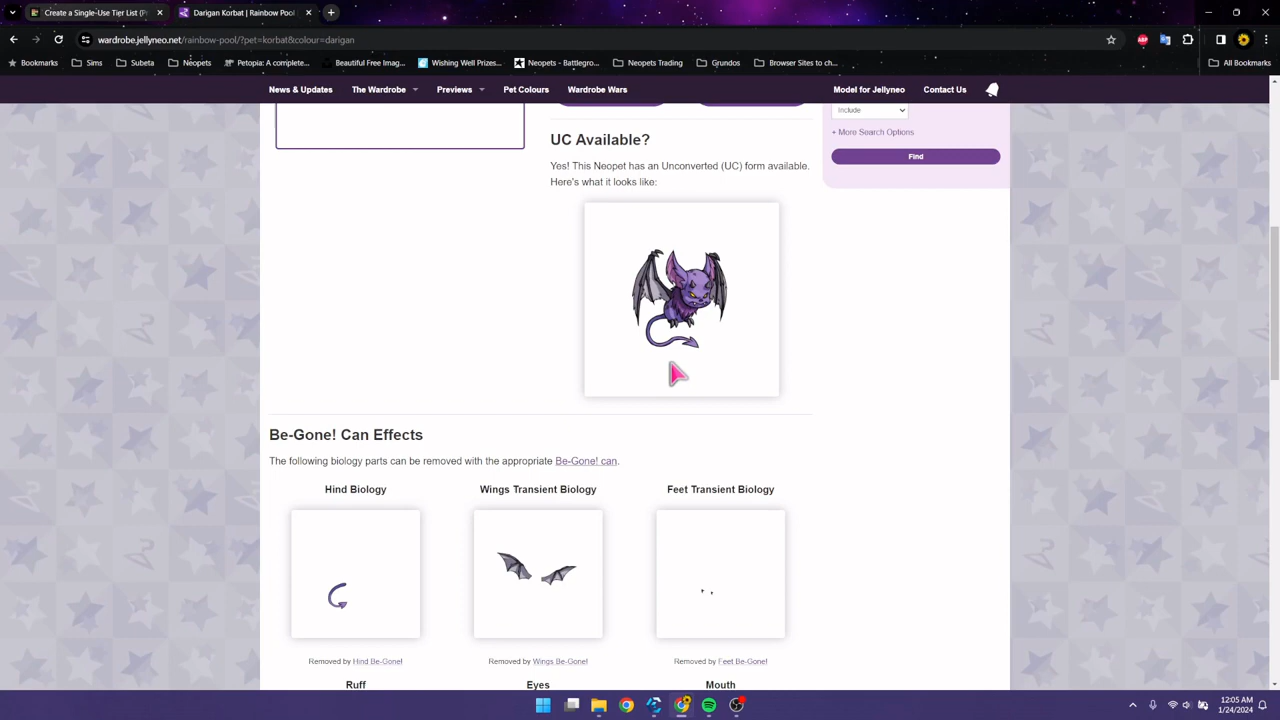 Create a Single-Use Tier List (P
Darigan Korbat | Rainbow Pool |
wardrobe.jellyneo.net/rainbow-pool/?pet=korbat&colour=darigan
Bookmarks
Sims
Subeta
Neopets
Petopia: A complete...
Beautiful Free Imag...
Wishing Well Prizes...
Neopets - Battlegro...
Neopets Trading
Grundos
Browser Sites to ch...
All Bookmarks
News & Updates
The Wardrobe
Previews
Pet Colours
Wardrobe Wars
Model for Jellyneo
Contact Us
Include
+ More Search Options
Find
UC Available?
Yes! This Neopet has an Unconverted (UC) form available.
Here's what it looks like:
Be-Gone! Can Effects
The following biology parts can be removed with the appropriate Be-Gone! can.
Hind Biology
Wings Transient Biology
Feet Transient Biology
Removed by Hind Be-Gone!
Removed by Wings Be-Gone!
Removed by Feet Be-Gone!
Ruff
Eyes
Mouth
12:05 AM
1/24/2024